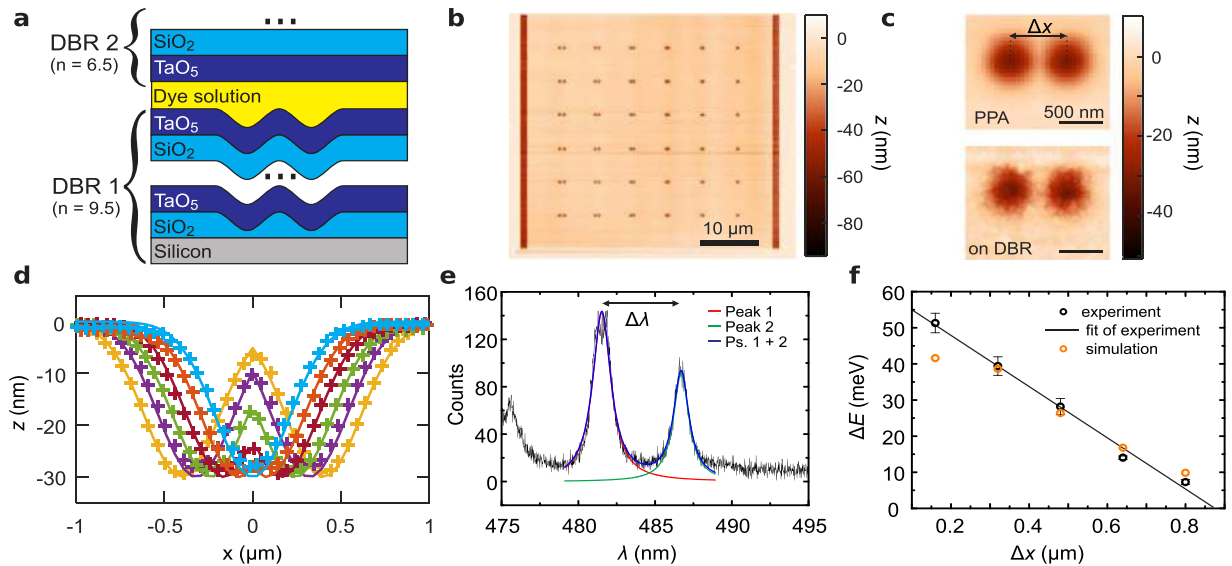 a
DBR 2
(n = 6.5)
...
SiO2
TaO5
Dye solution
TaO5
SiO2
...
DBR 1
(n = 9.5)
TaO5
SiO2
Silicon
b
10 µm
0
-20
-40
-60
-80
z (nm)
c
Δx
PPA
500 nm
on DBR
0
-20
-40
z (nm)
d
0
-10
-20
-30
z (nm)
-1
-0.5
0
0.5
1
x (µm)
e
160
120
80
40
0
Counts
Δλ
Peak 1
Peak 2
Ps. 1 + 2
475
480
485
490
495
λ (nm)
f
60
50
40
30
20
10
0
ΔE (meV)
experiment
fit of experiment
simulation
0.2
0.4
0.6
0.8
Δx (µm)